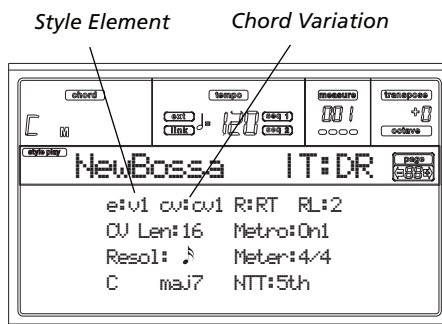 Style Element Chord Variation
chord tempo measure transpose
C M ext link ♩= 120 seq 1 seq 2 001 +0 octave
style play NewBossa 1T:DR page
e:v1 cv:cv1 R:RT RL:2
CV Len:16 Metro:On1
Resol: ♪ Meter:4/4
C maj7 NTT:5th